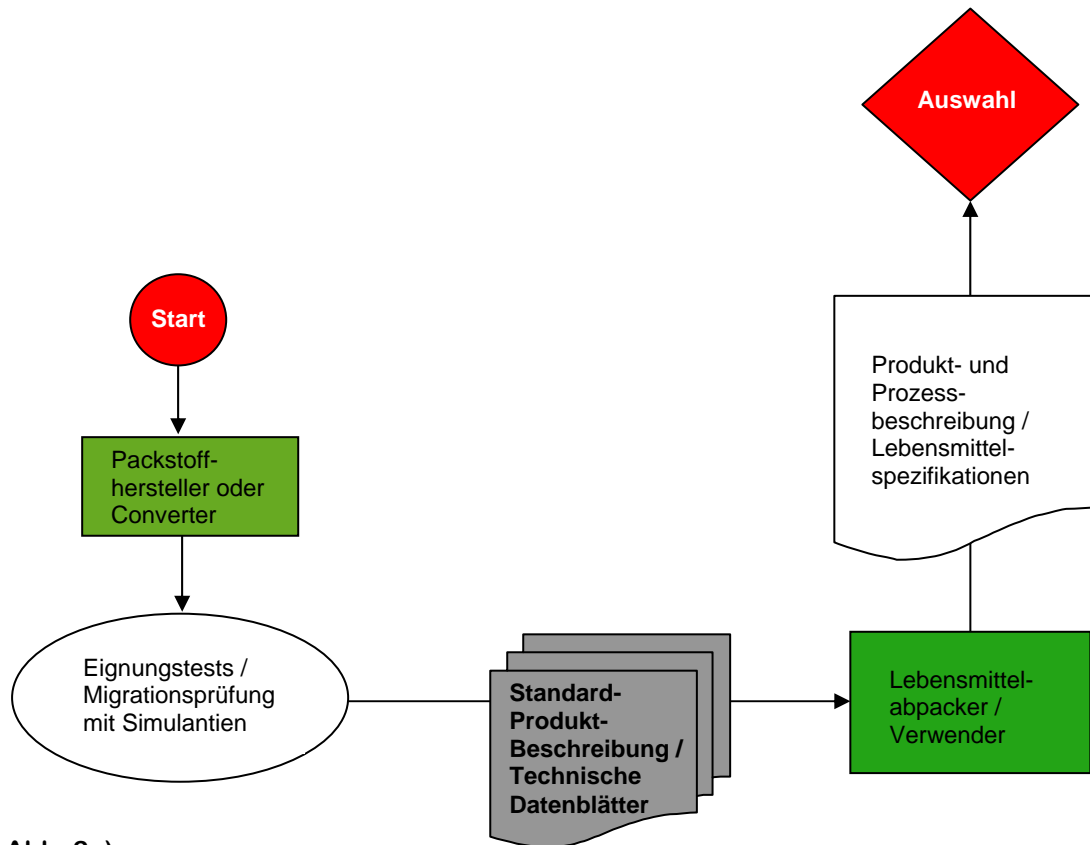 Auswahl
Start
Produkt- und
Prozess-
beschreibung /
Lebensmittel-
spezifikationen
Packstoff-
hersteller oder
Converter
Eignungstests /
Migrationsprüfung
mit Simulantien
Standard-
Produkt-
Beschreibung /
Technische
Datenblätter
Lebensmittel-
abpacker /
Verwender